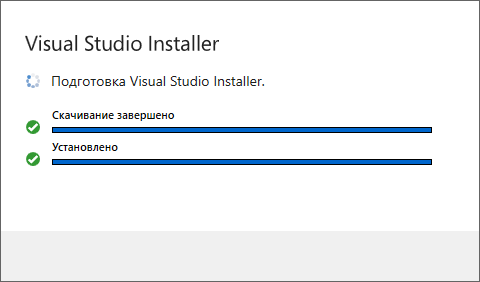 Visual Studio Installer
Подготовка Visual Studio Installer.
Скачивание завершено
Установлено